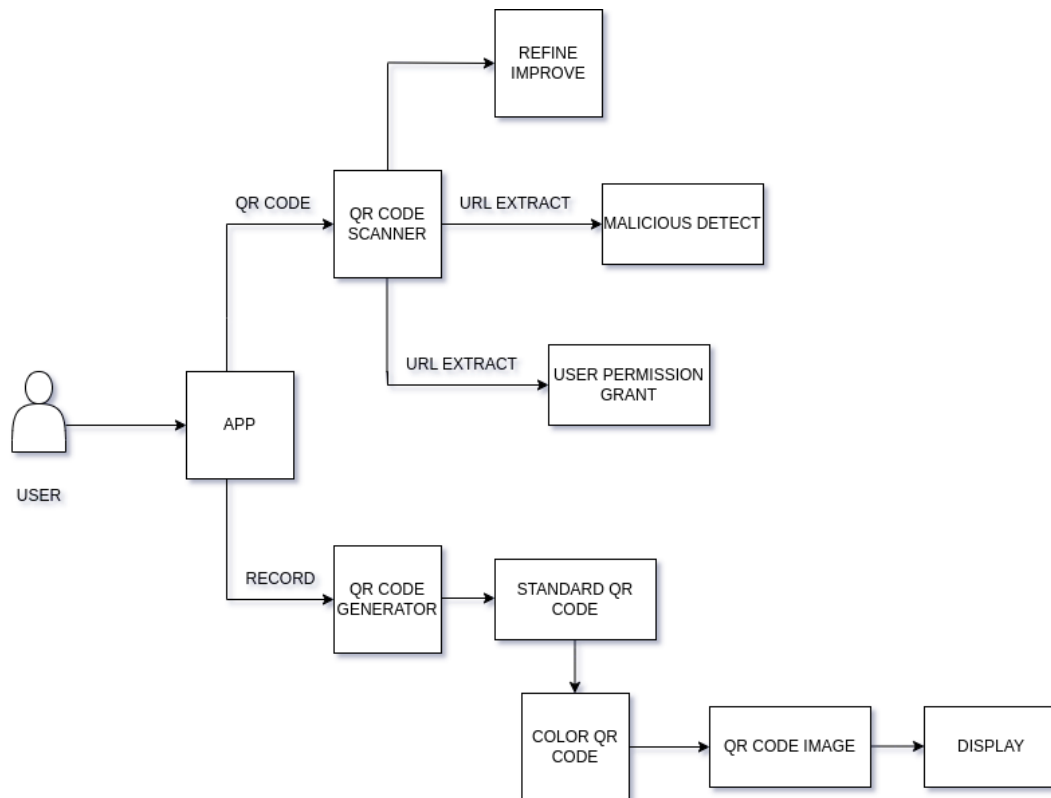 REFINE
IMPROVE
QR CODE
QR CODE
SCANNER
URL EXTRACT
MALICIOUS DETECT
URL EXTRACT
USER PERMISSION
GRANT
APP
USER
RECORD
QR CODE
GENERATOR
STANDARD QR
CODE
COLOR QR
CODE
QR CODE IMAGE
DISPLAY